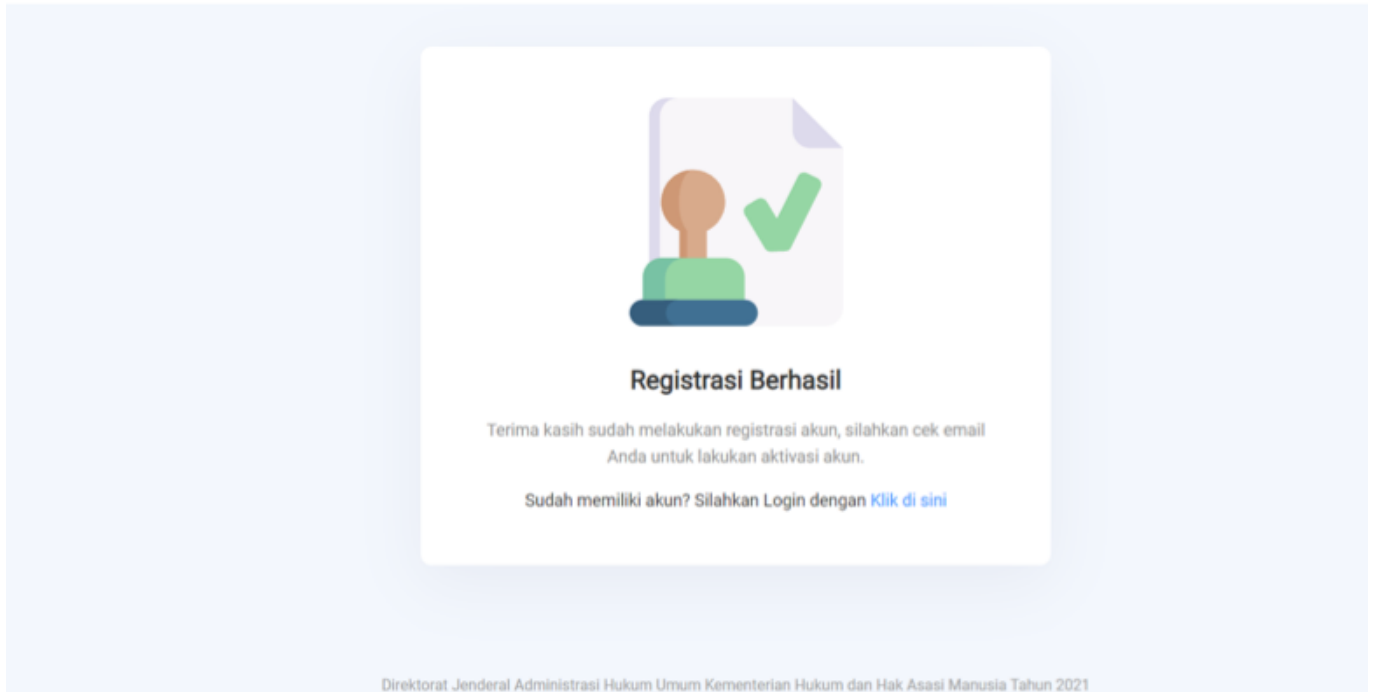 Registrasi Berhasil
Terima kasih sudah melakukan registrasi akun, silahkan cek email
Anda untuk lakukan aktivasi akun.
Sudah memiliki akun? Silahkan Login dengan Klik di sini
Direktorat Jenderal Administrasi Hukum Umum Kementerian Hukum dan Hak Asasi Manusia Tahun 2021